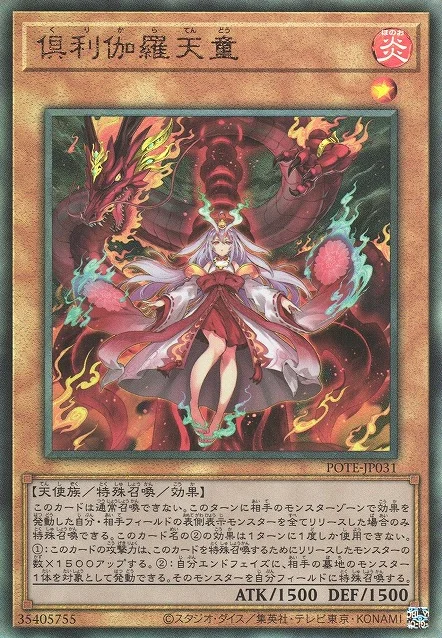 倶利伽羅天童
炎
POTE-JP031
【天使族／特殊召喚／効果】
このカードは通常召喚できない。このターンに相手のモンスターゾーンで効果を
発動した自分・相手フィールドの表側表示モンスターを全てリリースした場合のみ
特殊召喚できる。このカード名の②の効果は１ターンに１度しか使用できない。
①：このカードの攻撃力は、このカードを特殊召喚するためにリリースしたモンスターの
数×１５００アップする。②：自分エンドフェイズに、相手の墓地のモンスター
１体を対象として発動できる。そのモンスターを自分フィールドに特殊召喚する。
ATK/1500 DEF/1500
35405755 ©スタジオ・ダイス／集英社・テレビ東京・KONAMI